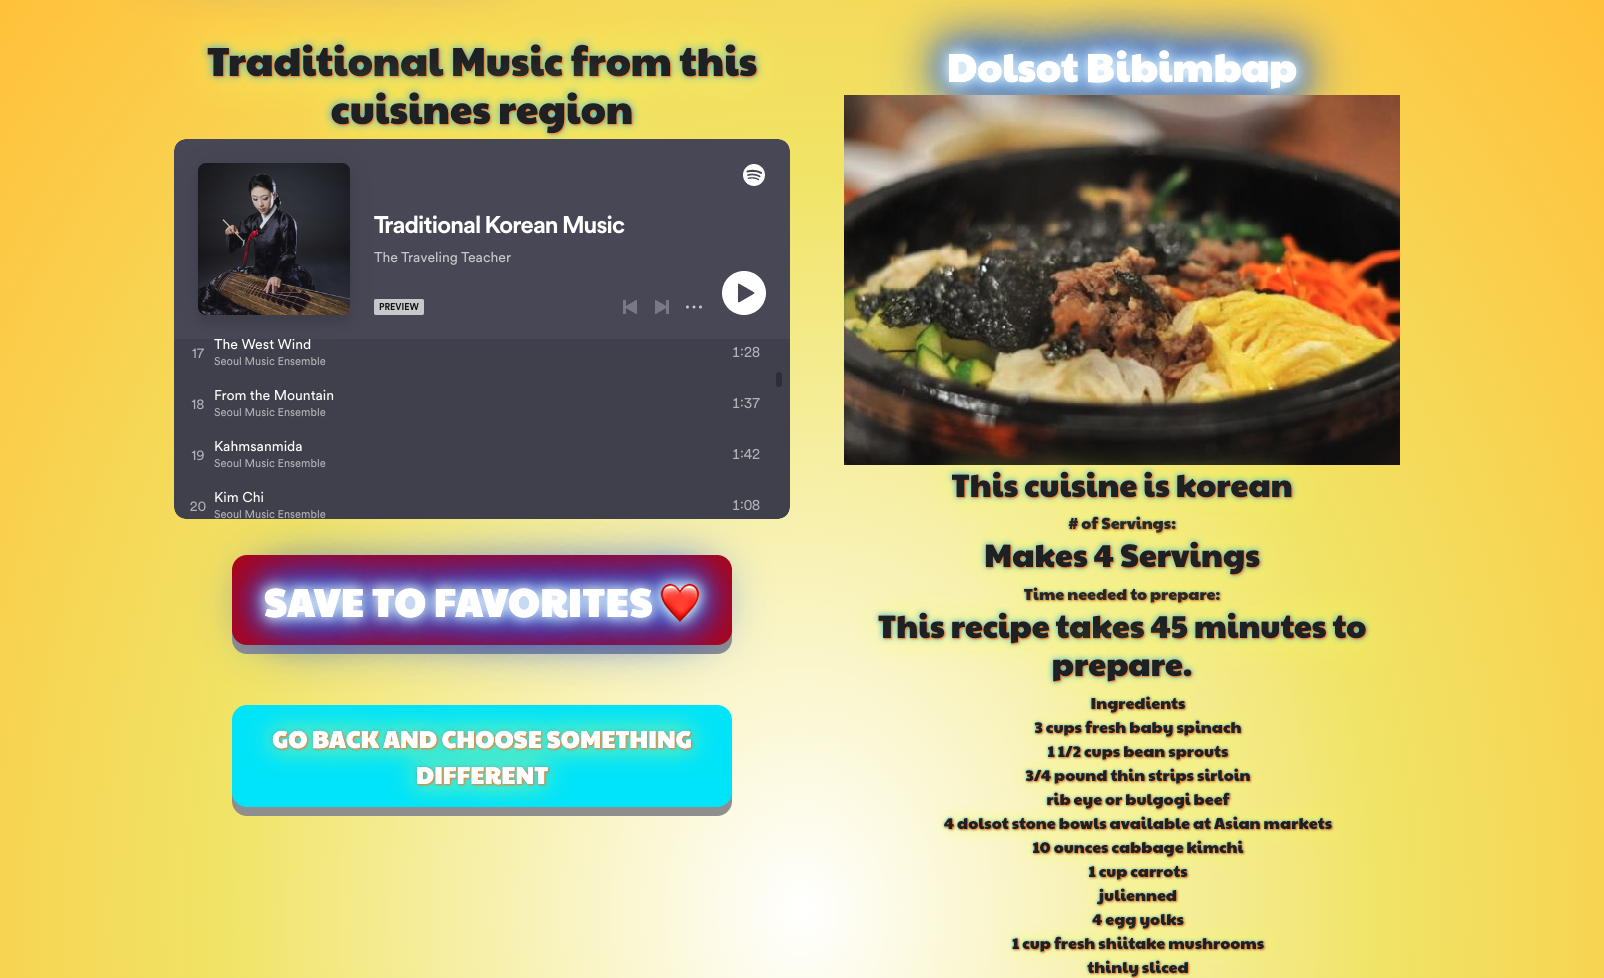 Traditional Music from this
cuisines region
Traditional Korean Music
The Traveling Teacher
PREVIEW
17
The West Wind
Seoul Music Ensemble
1:28
18
From the Mountain
Seoul Music Ensemble
1:37
19
Kahmsanmida
Seoul Music Ensemble
1:42
20
Kim Chi
Seoul Music Ensemble
1:08
SAVE TO FAVORITES
GO BACK AND CHOOSE SOMETHING
DIFFERENT
Dolsot Bibimbap
This cuisine is korean
# of Servings:
Makes 4 Servings
Time needed to prepare:
This recipe takes 45 minutes to
prepare.
Ingredients
3 cups fresh baby spinach
1 1/2 cups bean sprouts
3/4 pound thin strips sirloin
rib eye or bulgogi beef
4 dolsot stone bowls available at Asian markets
10 ounces cabbage kimchi
1 cup carrots
julienned
4 egg yolks
1 cup fresh shiitake mushrooms
thinly sliced